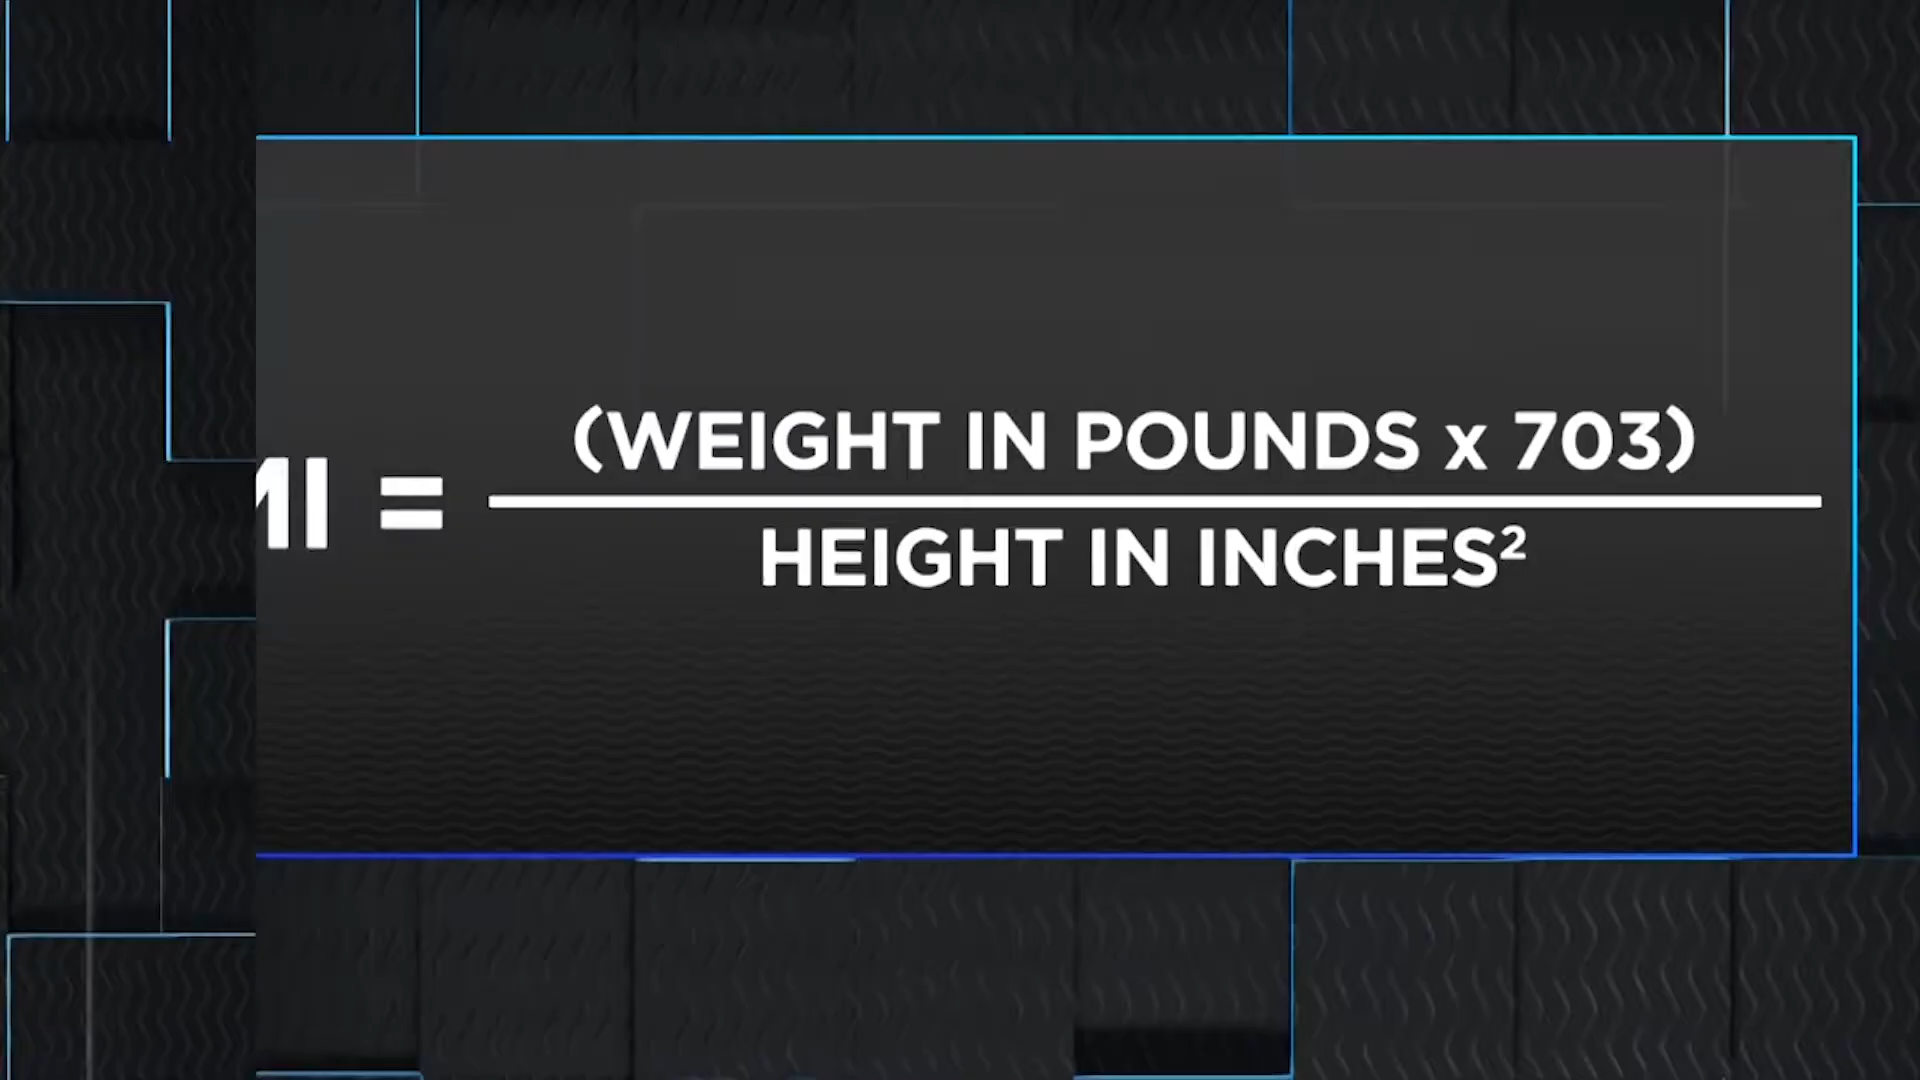 (WEIGHT IN POUNDS x 703)
MI =
HEIGHT IN INCHES²